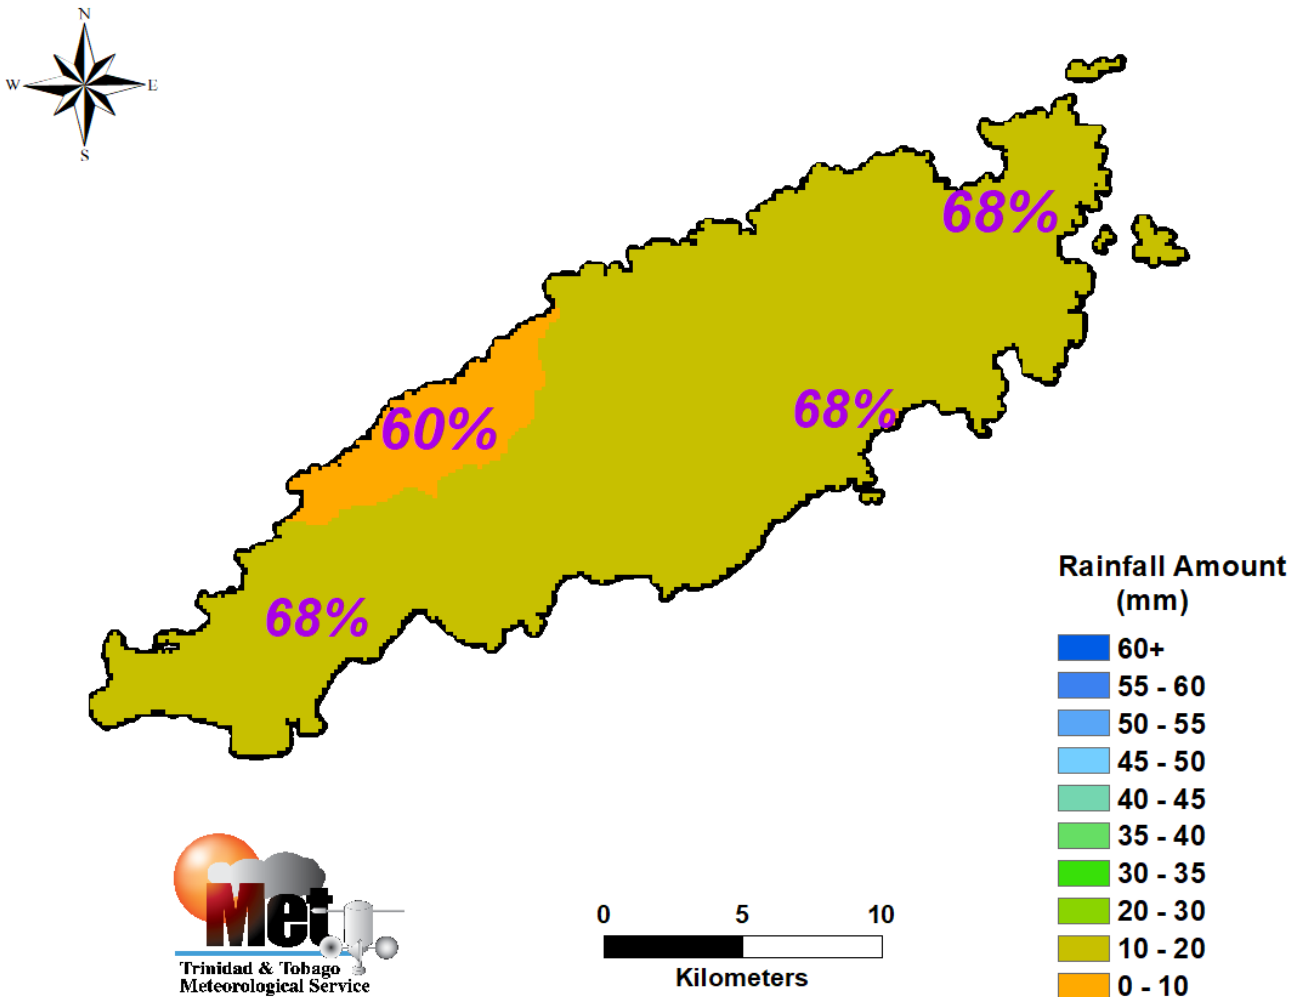 N
W
E
S
68%
68%
60%
68%
Rainfall Amount
(mm)
60+
55 - 60
50 - 55
45 - 50
40 - 45
35 - 40
30 - 35
20 - 30
10 - 20
0 - 10
Met
Trinidad & Tobago
Meteorological Service
0 5 10
Kilometers